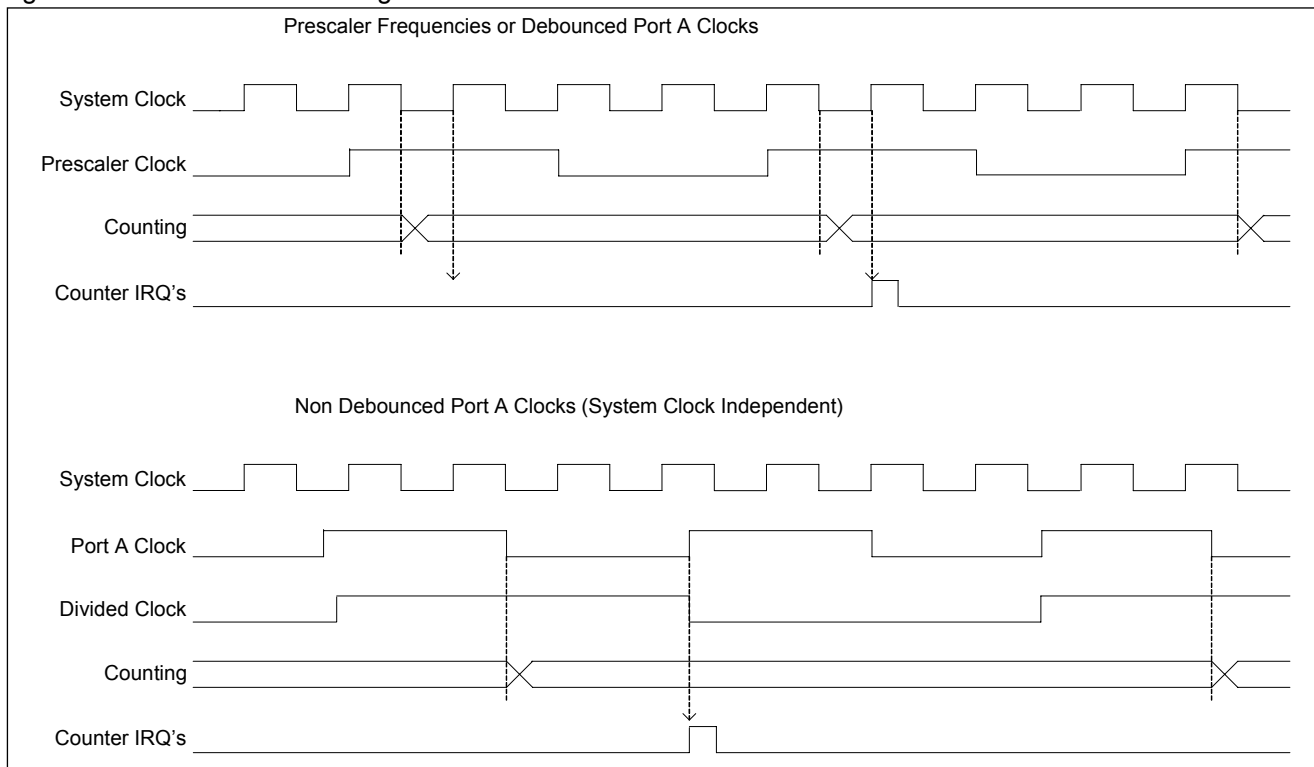 Prescaler Frequencies or Debounced Port A Clocks
System Clock
Prescaler Clock
Counting
Counter IRQ's
Non Debounced Port A Clocks (System Clock Independent)
System Clock
Port A Clock
Divided Clock
Counting
Counter IRQ's